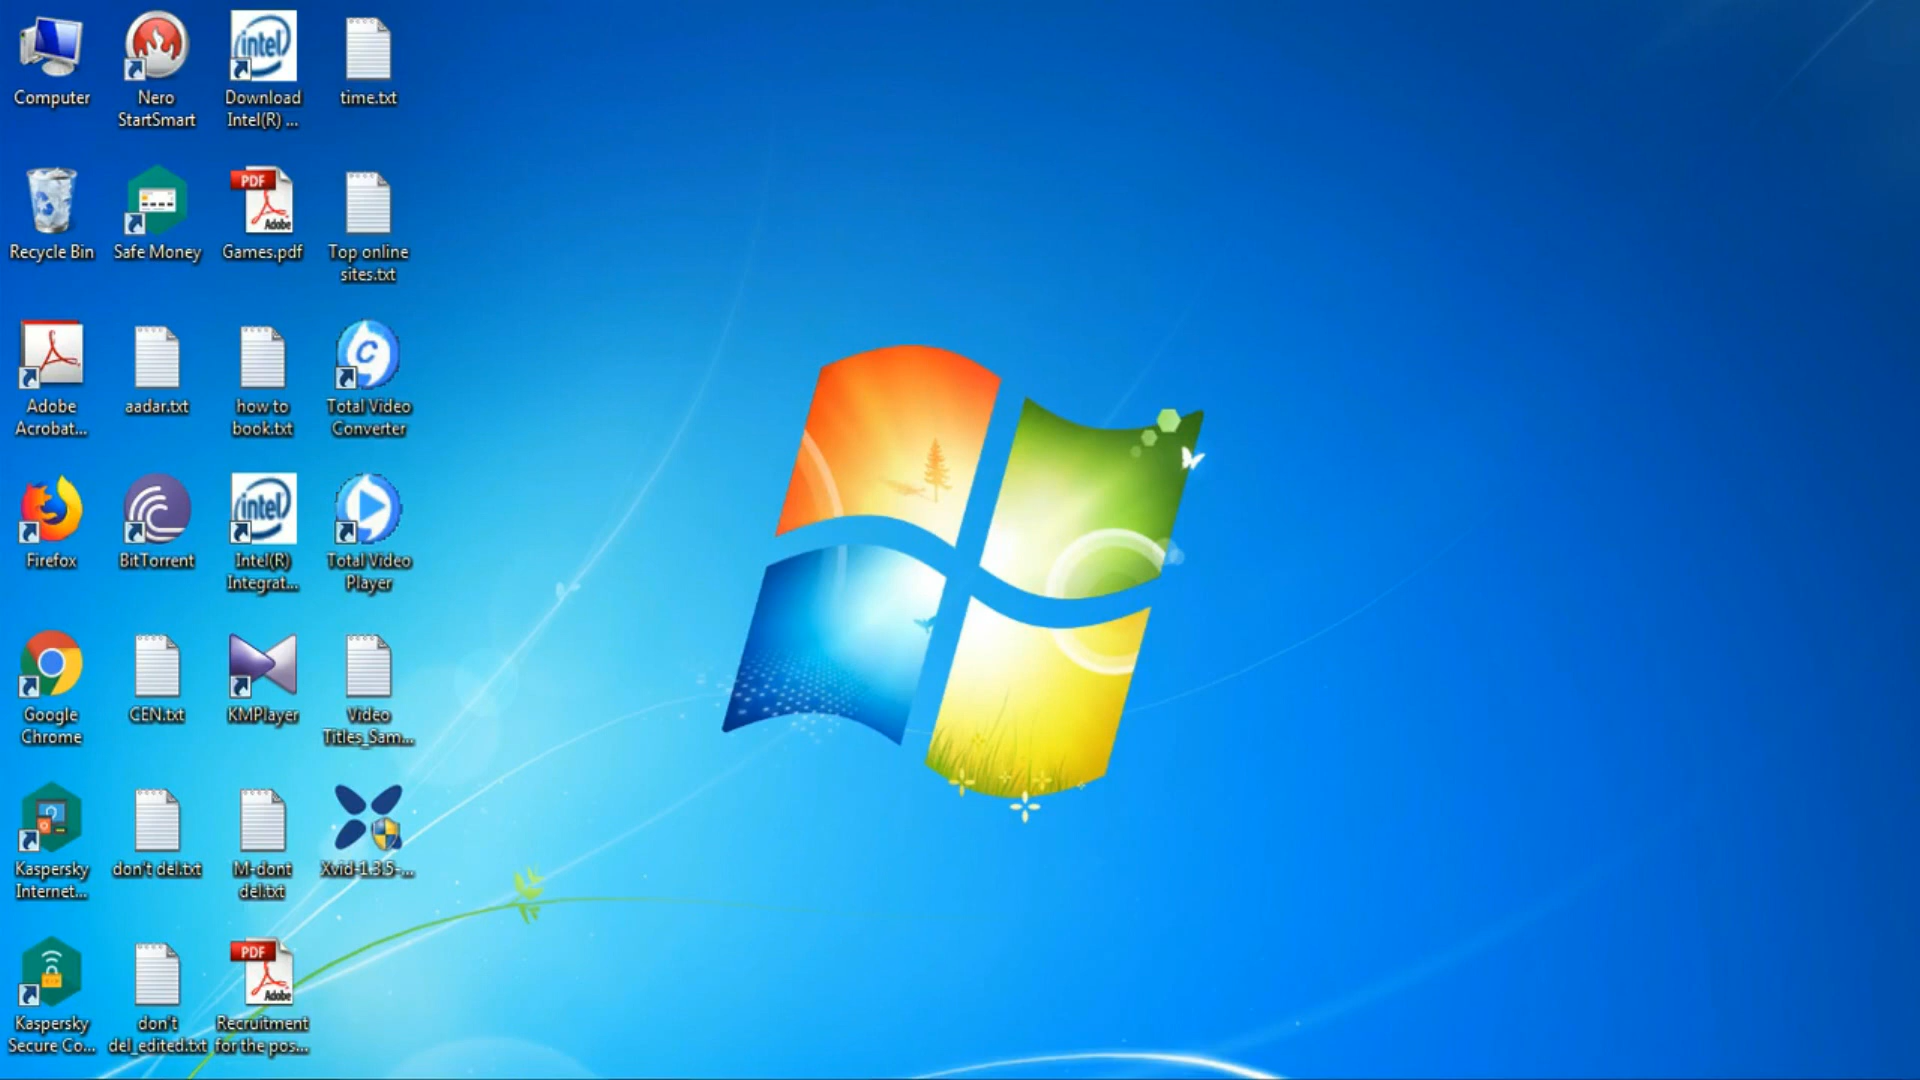 Computer
Nero
StartSmart
intel
Download
Intel(R) ...
time.txt
Recycle Bin
Safe Money
PDF
Adobe
Games.pdf
Top online
sites.txt
Adobe
Acrobat...
aadar.txt
how to
book.txt
C
Total Video
Converter
Firefox
BitTorrent
intel
Intel(R)
Integrat...
Total Video
Player
Google
Chrome
CEN.txt
KMPlayer
Video
Titles_Sam...
Kaspersky
Internet...
don't del.txt
M-dont
del.txt
Xvid-1.3.5-...
Kaspersky
Secure Co...
don't
del_edited.txt
PDF
Adobe
Recruitment
for the pos...